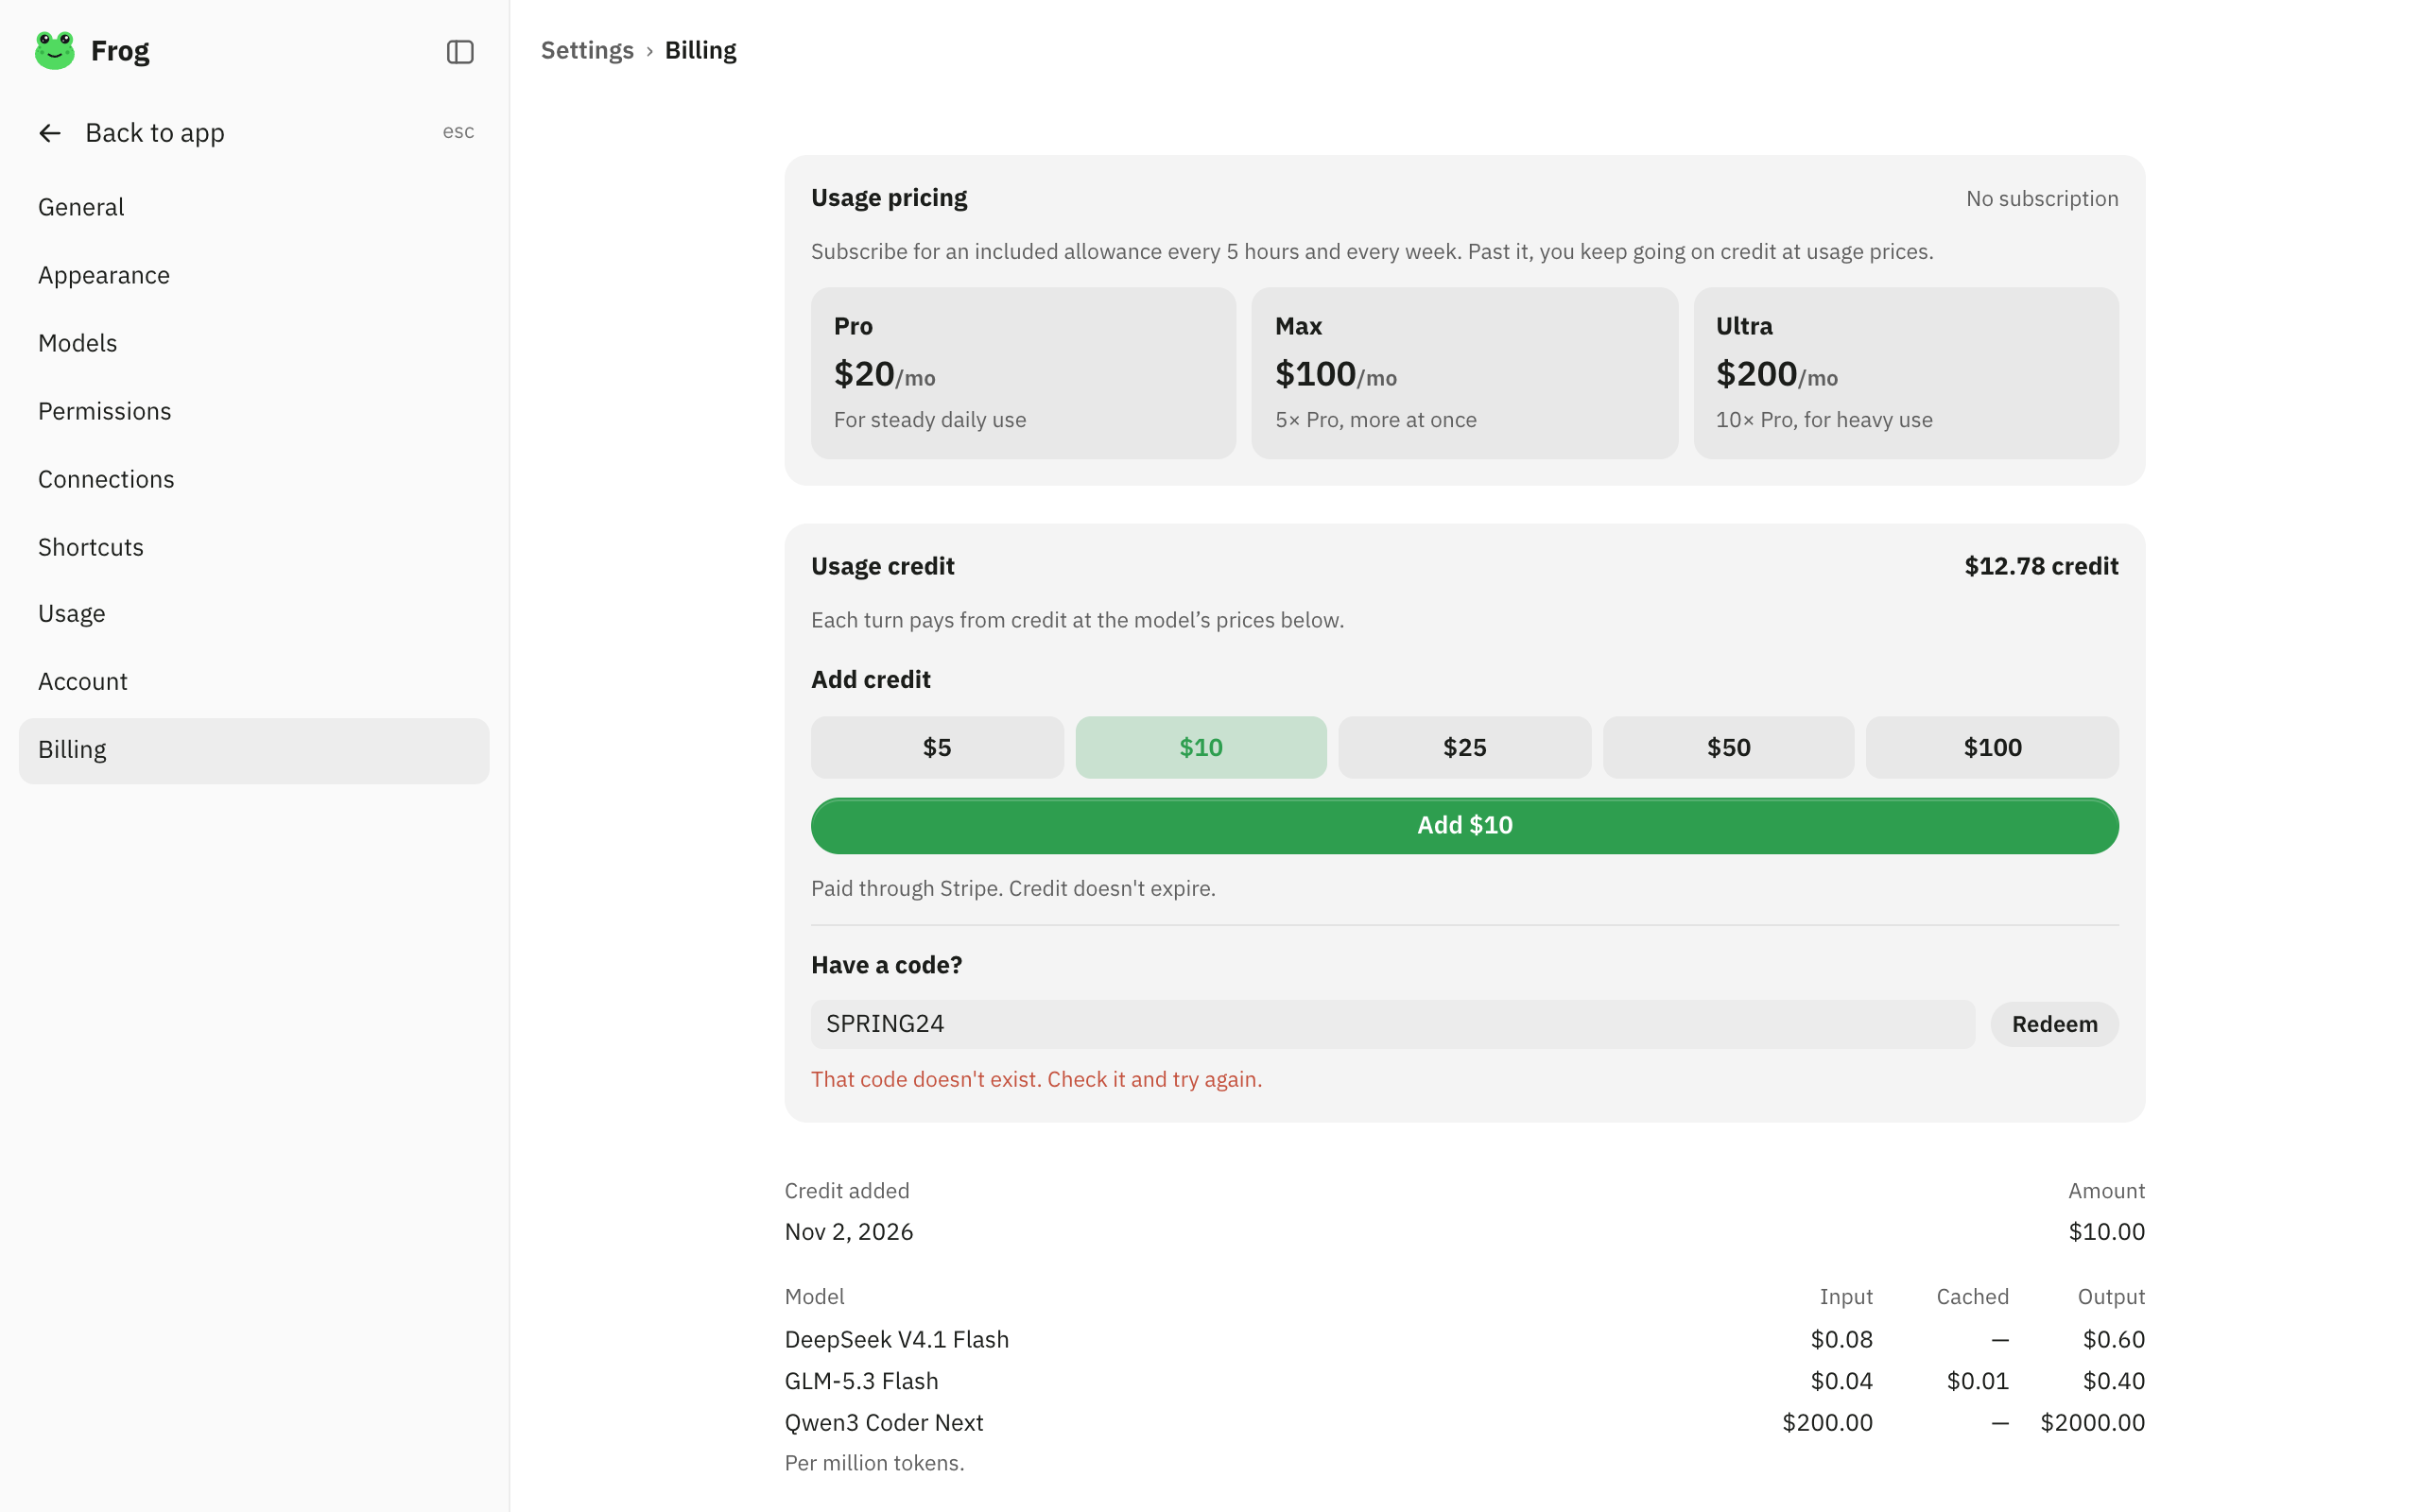 Frog
Settings › Billing
Back to app esc
General
Appearance
Models
Permissions
Connections
Shortcuts
Usage
Account
Billing
Usage pricing No subscription
Subscribe for an included allowance every 5 hours and every week. Past it, you keep going on credit at usage prices.
Pro
$20/mo
For steady daily use
Max
$100/mo
5× Pro, more at once
Ultra
$200/mo
10× Pro, for heavy use
Usage credit $12.78 credit
Each turn pays from credit at the model’s prices below.
Add credit
$5 $10 $25 $50 $100
Add $10
Paid through Stripe. Credit doesn't expire.
Have a code?
SPRING24 Redeem
That code doesn't exist. Check it and try again.
Credit added Amount
Nov 2, 2026 $10.00
Model Input Cached Output
DeepSeek V4.1 Flash $0.08 — $0.60
GLM-5.3 Flash $0.04 $0.01 $0.40
Qwen3 Coder Next $200.00 — $2000.00
Per million tokens.